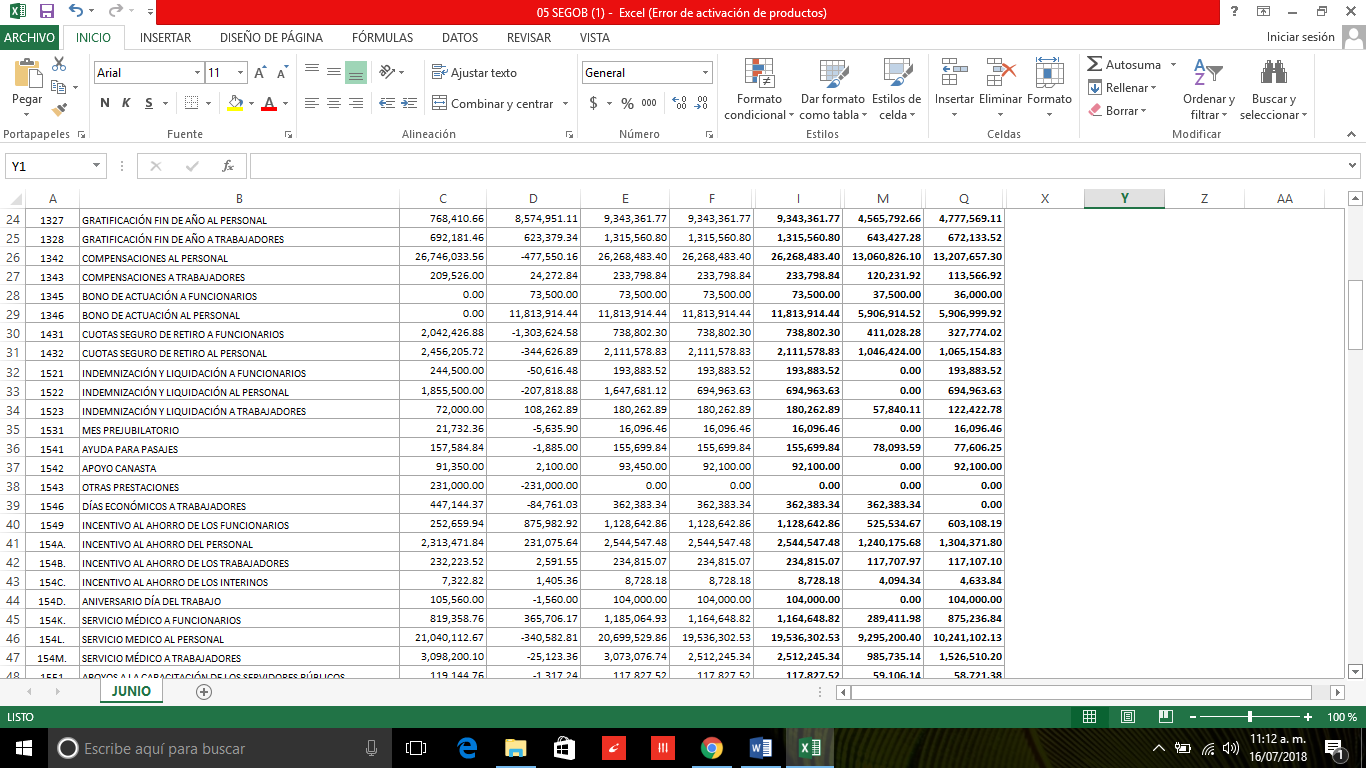 05 SEGOB (1) - Excel (Error de activación de productos)
ARCHIVO INICIO INSERTAR DISEÑO DE PÁGINA FÓRMULAS DATOS REVISAR VISTA Iniciar sesión
Arial 11 Ajustar texto General Autosuma
Pegar N K S Combinar y centrar $ % 000 Formato condicional Dar formato como tabla Estilos de celda Insertar Eliminar Formato Rellenar Borrar Ordenar y filtrar Buscar y seleccionar
Portapapeles Fuente Alineación Número Estilos Celdas Modificar
Y1 fx
A B C D E F I M Q X Y Z AA
24 1327 GRATIFICACIÓN FIN DE AÑO AL PERSONAL 768,410.66 8,574,951.11 9,343,361.77 9,343,361.77 9,343,361.77 4,565,792.66 4,777,569.11
25 1328 GRATIFICACIÓN FIN DE AÑO A TRABAJADORES 692,181.46 623,379.34 1,315,560.80 1,315,560.80 1,315,560.80 643,427.28 672,133.52
26 1342 COMPENSACIONES AL PERSONAL 26,746,033.56 -477,550.16 26,268,483.40 26,268,483.40 26,268,483.40 13,060,826.10 13,207,657.30
27 1343 COMPENSACIONES A TRABAJADORES 209,526.00 24,272.84 233,798.84 233,798.84 233,798.84 120,231.92 113,566.92
28 1345 BONO DE ACTUACIÓN A FUNCIONARIOS 0.00 73,500.00 73,500.00 73,500.00 73,500.00 37,500.00 36,000.00
29 1346 BONO DE ACTUACIÓN AL PERSONAL 0.00 11,813,914.44 11,813,914.44 11,813,914.44 11,813,914.44 5,906,914.52 5,906,999.92
30 1431 CUOTAS SEGURO DE RETIRO A FUNCIONARIOS 2,042,426.88 -1,303,624.58 738,802.30 738,802.30 738,802.30 411,028.28 327,774.02
31 1432 CUOTAS SEGURO DE RETIRO AL PERSONAL 2,456,205.72 -344,626.89 2,111,578.83 2,111,578.83 2,111,578.83 1,046,424.00 1,065,154.83
32 1521 INDEMNIZACIÓN Y LIQUIDACIÓN A FUNCIONARIOS 244,500.00 -50,616.48 193,883.52 193,883.52 193,883.52 0.00 193,883.52
33 1522 INDEMNIZACIÓN Y LIQUIDACIÓN AL PERSONAL 1,855,500.00 -207,818.88 1,647,681.12 694,963.63 694,963.63 0.00 694,963.63
34 1523 INDEMNIZACIÓN Y LIQUIDACIÓN A TRABAJADORES 72,000.00 108,262.89 180,262.89 180,262.89 180,262.89 57,840.11 122,422.78
35 1531 MES PREJUBILATORIO 21,732.36 -5,635.90 16,096.46 16,096.46 16,096.46 0.00 16,096.46
36 1541 AYUDA PARA PASAJES 157,584.84 -1,885.00 155,699.84 155,699.84 155,699.84 78,093.59 77,606.25
37 1542 APOYO CANASTA 91,350.00 2,100.00 93,450.00 92,100.00 92,100.00 0.00 92,100.00
38 1543 OTRAS PRESTACIONES 231,000.00 -231,000.00 0.00 0.00 0.00 0.00 0.00
39 1546 DÍAS ECONÓMICOS A TRABAJADORES 447,144.37 -84,761.03 362,383.34 362,383.34 362,383.34 362,383.34 0.00
40 1549 INCENTIVO AL AHORRO DE LOS FUNCIONARIOS 252,659.94 875,982.92 1,128,642.86 1,128,642.86 1,128,642.86 525,534.67 603,108.19
41 154A. INCENTIVO AL AHORRO DEL PERSONAL 2,313,471.84 231,075.64 2,544,547.48 2,544,547.48 2,544,547.48 1,240,175.68 1,304,371.80
42 154B. INCENTIVO AL AHORRO DE LOS TRABAJADORES 232,223.52 2,591.55 234,815.07 234,815.07 234,815.07 117,707.97 117,107.10
43 154C. INCENTIVO AL AHORRO DE LOS INTERINOS 7,322.82 1,405.36 8,728.18 8,728.18 8,728.18 4,094.34 4,633.84
44 154D. ANIVERSARIO DÍA DEL TRABAJO 105,560.00 -1,560.00 104,000.00 104,000.00 104,000.00 0.00 104,000.00
45 154K. SERVICIO MÉDICO A FUNCIONARIOS 819,358.76 365,706.17 1,185,064.93 1,164,648.82 1,164,648.82 289,411.98 875,236.84
46 154L. SERVICIO MEDICO AL PERSONAL 21,040,112.67 -340,582.81 20,699,529.86 19,536,302.53 19,536,302.53 9,295,200.40 10,241,102.13
47 154M. SERVICIO MÉDICO A TRABAJADORES 3,098,200.10 -25,123.36 3,073,076.74 2,512,245.34 2,512,245.34 985,735.14 1,526,510.20
48 1551 APOYOS A LA CAPACITACIÓN DE LOS SERVIDORES PÚBLICOS 119,144.76 -1,317.24 117,827.52 117,827.52 117,827.52 59,106.14 58,721.38
JUNIO
LISTO 100 %
Escribe aquí para buscar 11:12 a. m.
16/07/2018 1